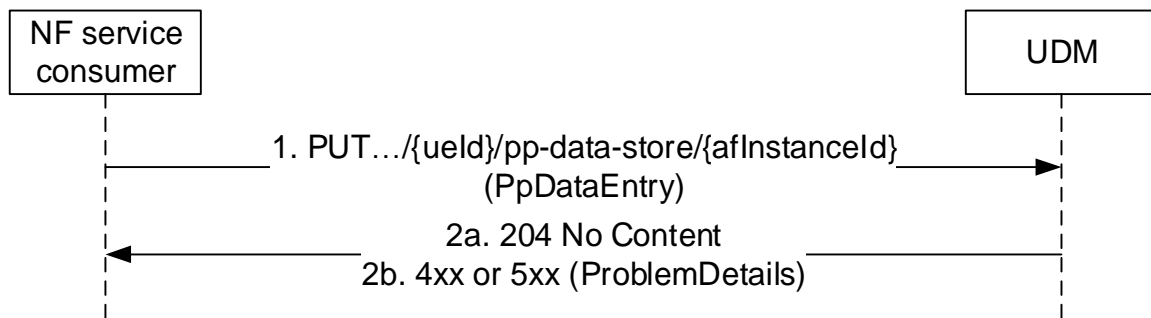 NF service
consumer
UDM
1. PUT…/{ueId}/pp-data-store/{afInstanceId}
(PpDataEntry)
2a. 204 No Content
2b. 4xx or 5xx (ProblemDetails)